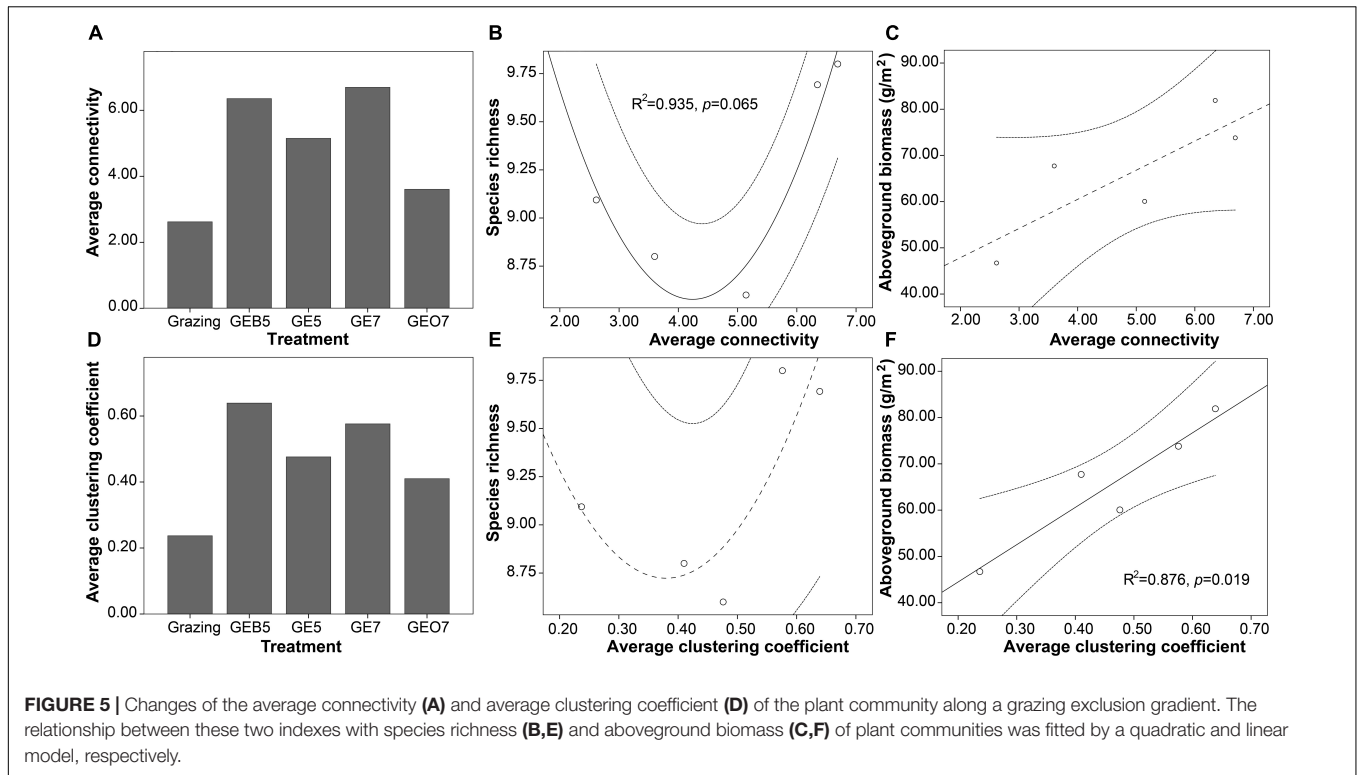 A
Average connectivity
6.00
4.00
2.00
0.00
Grazing GEB5 GE5 GE7 GEO7
Treatment
B
Species richness
9.75
9.50
9.25
9.00
8.75
R²=0.935, p=0.065
2.00 3.00 4.00 5.00 6.00 7.00
Average connectivity
C
Aboveground biomass (g/m²)
90.00
80.00
70.00
60.00
50.00
40.00
2.00 3.00 4.00 5.00 6.00 7.00
Average connectivity
D
Average clustering coefficient
0.60
0.40
0.20
0.00
Grazing GEB5 GE5 GE7 GEO7
Treatment
E
Species richness
9.75
9.50
9.25
9.00
8.75
0.20 0.30 0.40 0.50 0.60 0.70
Average clustering coefficient
F
Aboveground biomass (g/m²)
90.00
80.00
70.00
60.00
50.00
40.00
R²=0.876, p=0.019
0.20 0.30 0.40 0.50 0.60 0.70
Average clustering coefficient
FIGURE 5 | Changes of the average connectivity (A) and average clustering coefficient (D) of the plant community along a grazing exclusion gradient. The
relationship between these two indexes with species richness (B,E) and aboveground biomass (C,F) of plant communities was fitted by a quadratic and linear
model, respectively.